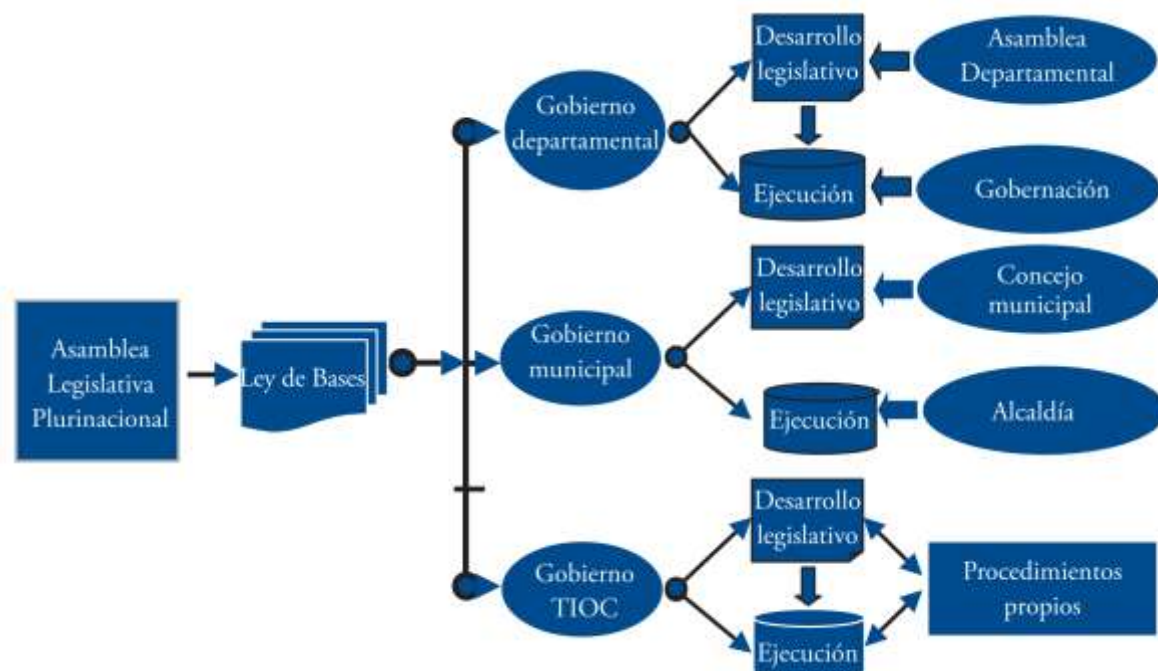 Asamblea
Legislativa
Plurinacional
Ley de Bases
Gobierno
departamental
Desarrollo
legislativo
Asamblea
Departamental
Ejecución
Gobernación
Gobierno
municipal
Desarrollo
legislativo
Concejo
municipal
Ejecución
Alcaldía
Gobierno
TIOC
Desarrollo
legislativo
Ejecución
Procedimientos
propios